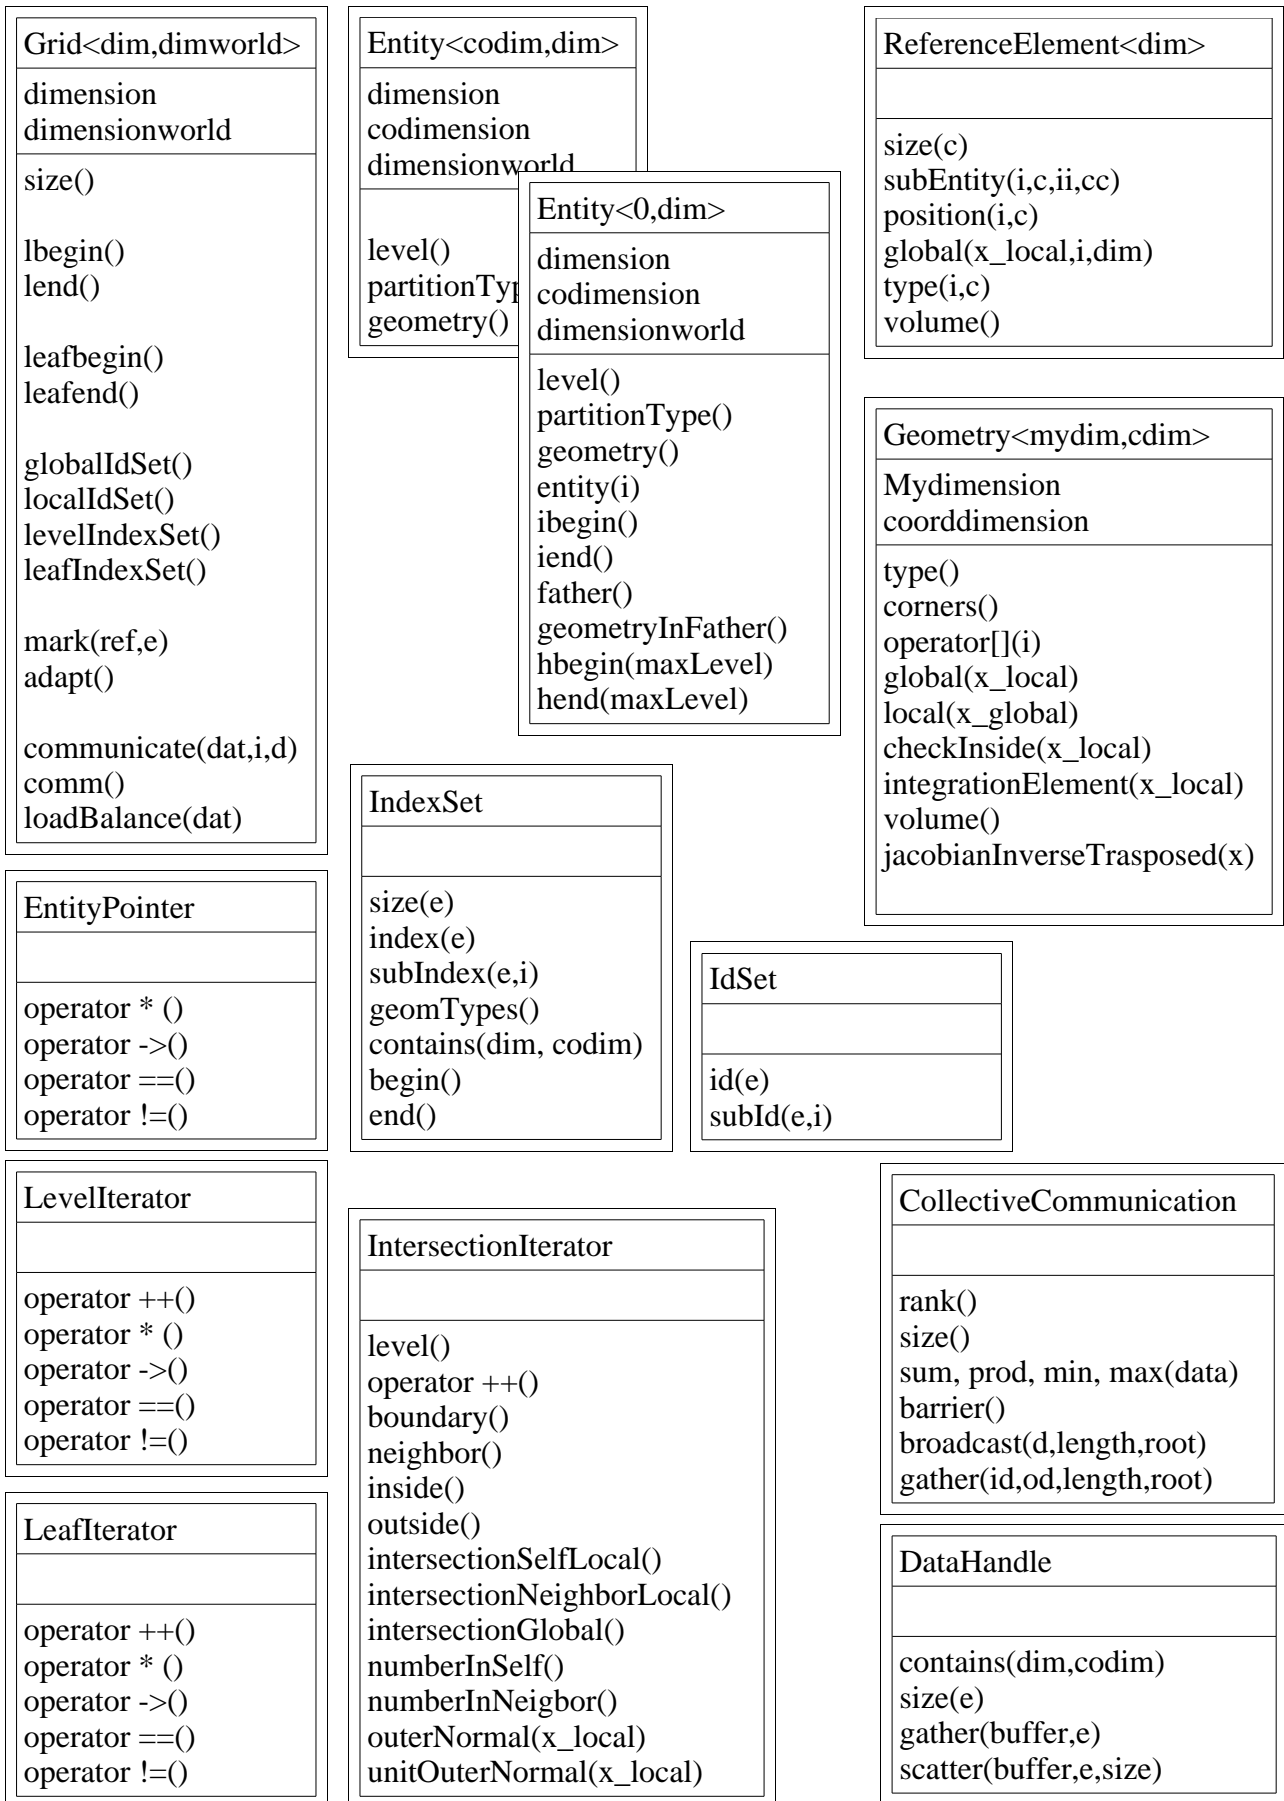 Grid<dim,dimworld>
dimension
dimensionworld
size()
lbegin()
lend()
leafbegin()
leafend()
globalIdSet()
localIdSet()
levelIndexSet()
leafIndexSet()
mark(ref,e)
adapt()
communicate(dat,i,d)
comm()
loadBalance(dat)
EntityPointer
operator * ()
operator ->()
operator ==()
operator !=()
LevelIterator
operator ++()
operator * ()
operator ->()
operator ==()
operator !=()
LeafIterator
operator ++()
operator * ()
operator ->()
operator ==()
operator !=()
Entity<codim,dim>
dimension
codimension
dimensionworld
level()
partitionTyp
geometry()
Entity<0,dim>
dimension
codimension
dimensionworld
level()
partitionType()
geometry()
entity(i)
ibegin()
iend()
father()
geometryInFather()
hbegin(maxLevel)
hend(maxLevel)
IndexSet
size(e)
index(e)
subIndex(e,i)
geomTypes()
contains(dim, codim)
begin()
end()
IdSet
id(e)
subId(e,i)
IntersectionIterator
level()
operator ++()
boundary()
neighbor()
inside()
outside()
intersectionSelfLocal()
intersectionNeighborLocal()
intersectionGlobal()
numberInSelf()
numberInNeigbor()
outerNormal(x_local)
unitOuterNormal(x_local)
ReferenceElement<dim>
size(c)
subEntity(i,c,ii,cc)
position(i,c)
global(x_local,i,dim)
type(i,c)
volume()
Geometry<mydim,cdim>
Mydimension
coorddimension
type()
corners()
operator[](i)
global(x_local)
local(x_global)
checkInside(x_local)
integrationElement(x_local)
volume()
jacobianInverseTrasposed(x)
CollectiveCommunication
rank()
size()
sum, prod, min, max(data)
barrier()
broadcast(d,length,root)
gather(id,od,length,root)
DataHandle
contains(dim,codim)
size(e)
gather(buffer,e)
scatter(buffer,e,size)